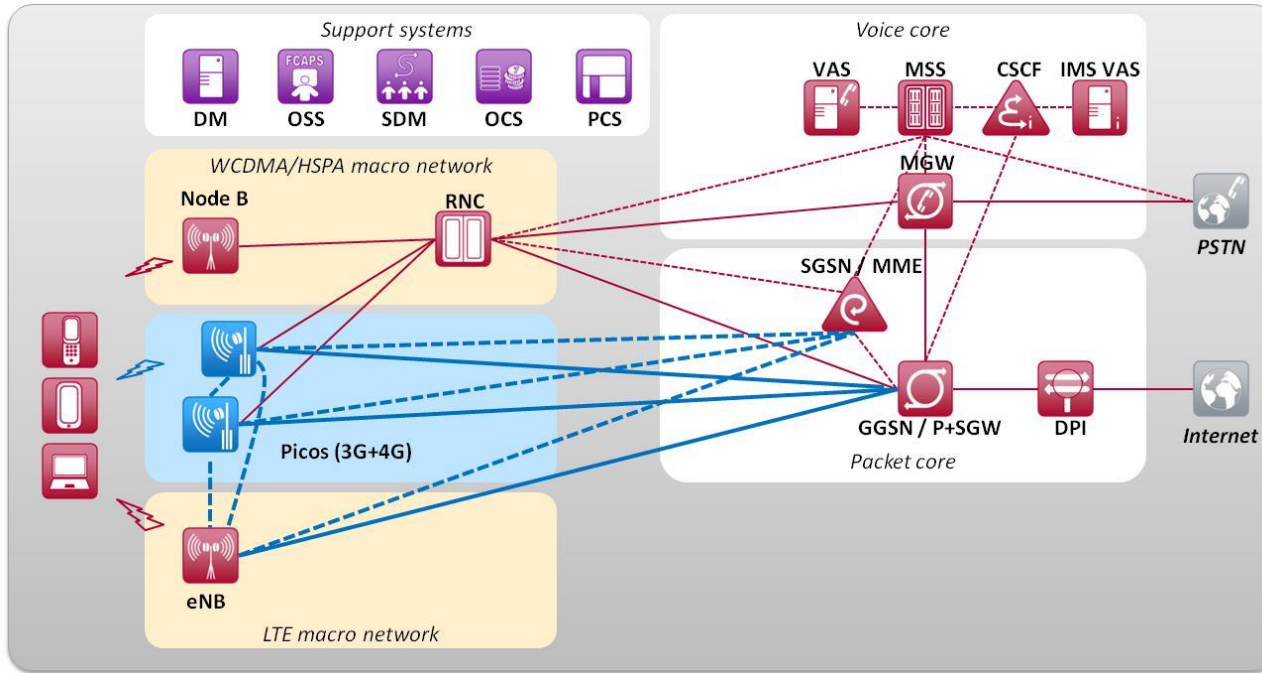 Support systems
FCAPS
DM
OSS
SDM
OCS
PCS
Voice core
VAS
MSS
CSCF
IMS VAS
i
i
MGW
PSTN
WCDMA/HSPA macro network
Node B
RNC
SGSN / MME
Picos (3G+4G)
GGSN / P+SGW
DPI
Internet
Packet core
eNB
LTE macro network